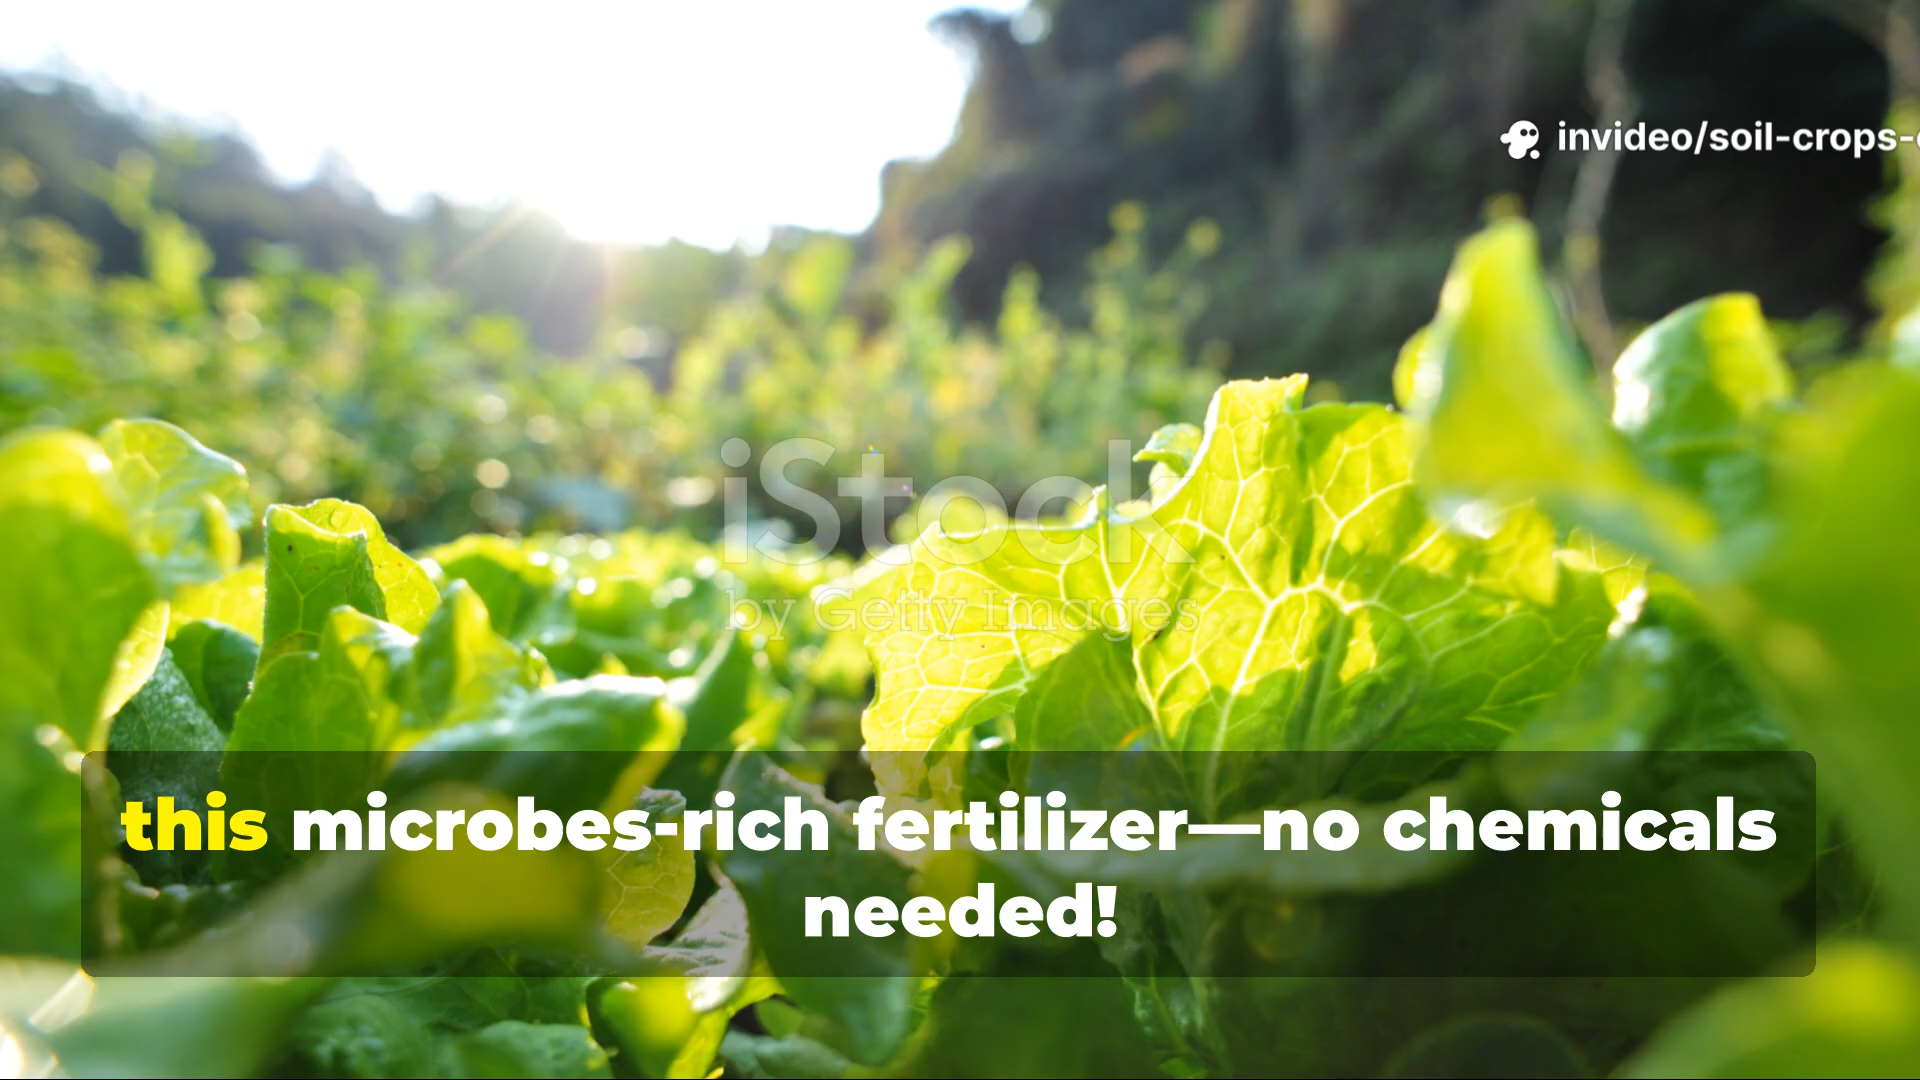 invideo/soil-crops-
iStock
by Getty Images
this microbes-rich fertilizer—no chemicals
needed!